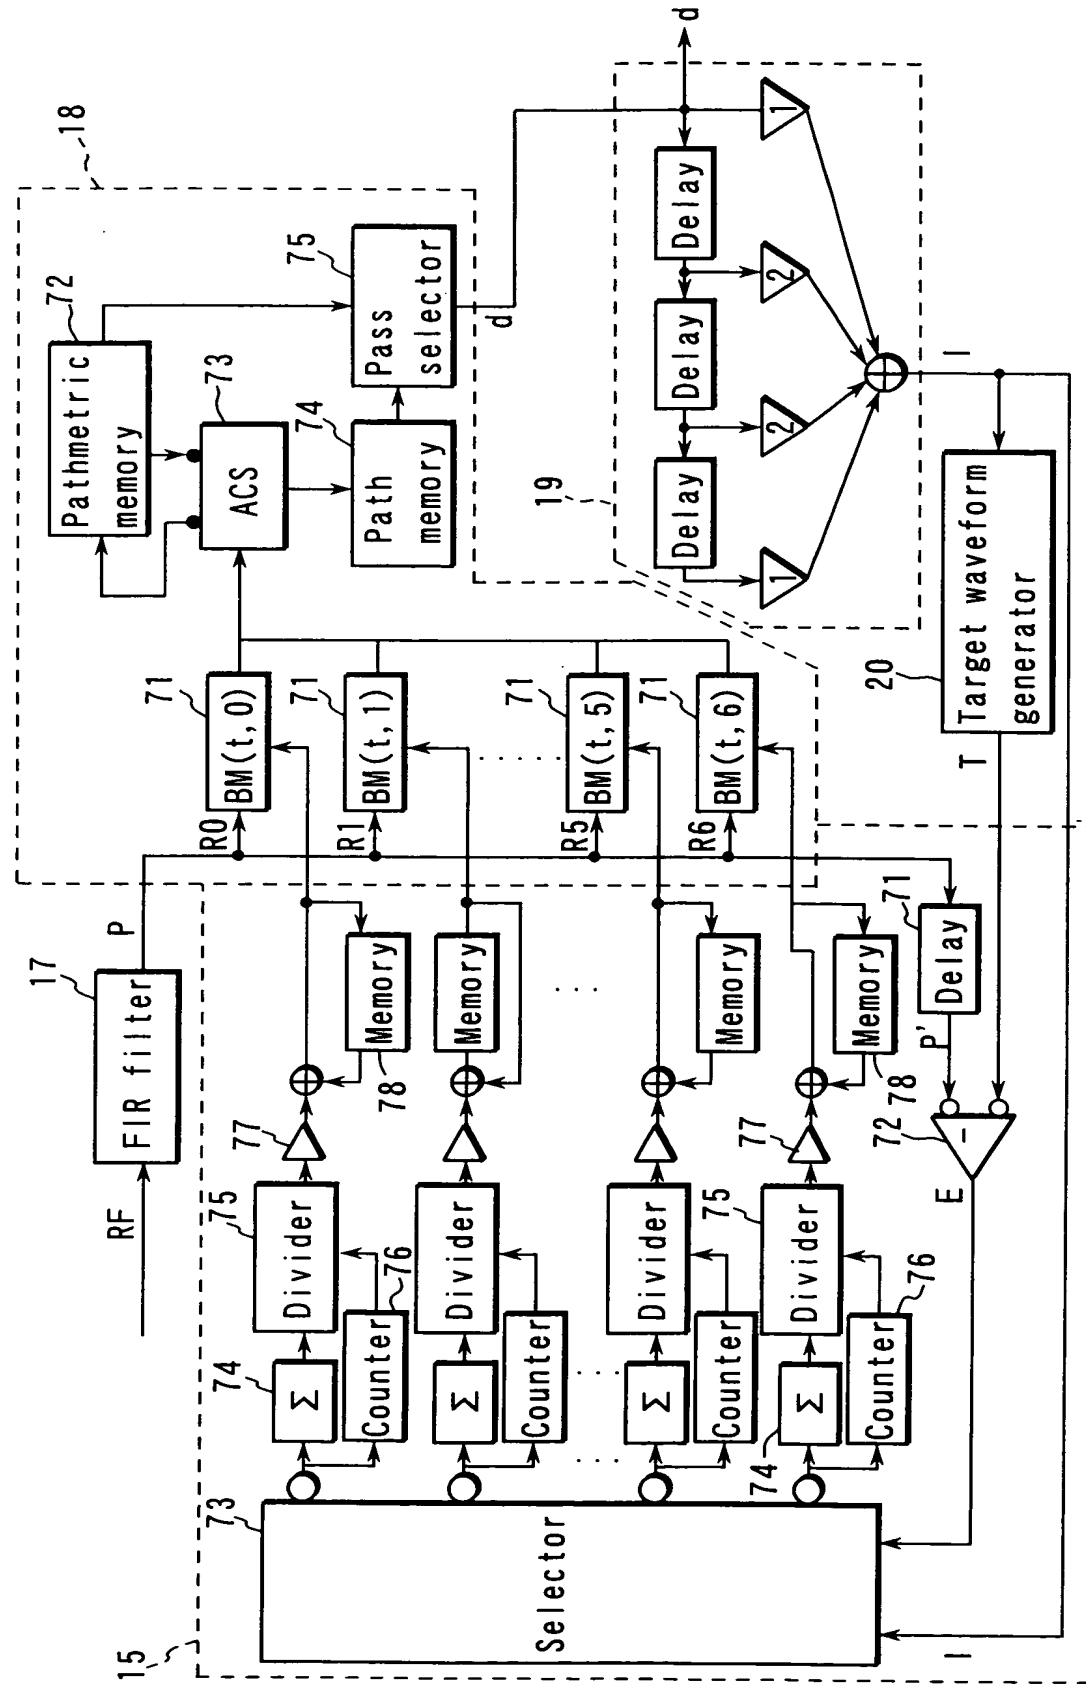 15
73
Selector
I
E
RF
17
FIR filter
P
18
74
Σ
75
Divider
Counter
76
77
78
Memory
Σ
Divider
Counter
Memory
. . . .
. . .
Σ
Divider
Counter
Memory
74
Σ
75
Divider
Counter
76
77
78
Memory
72
−
P'
71
Delay
T
R0
71
BM(t, 0)
R1
71
BM(t, 1)
. . . . . .
R5
71
BM(t, 5)
R6
71
BM(t, 6)
72
Pathmetric
memory
73
ACS
74
Path
memory
75
Pass
selector
d
19
Delay
Delay
Delay
1
2
2
1
d
I
20
Target waveform
generator